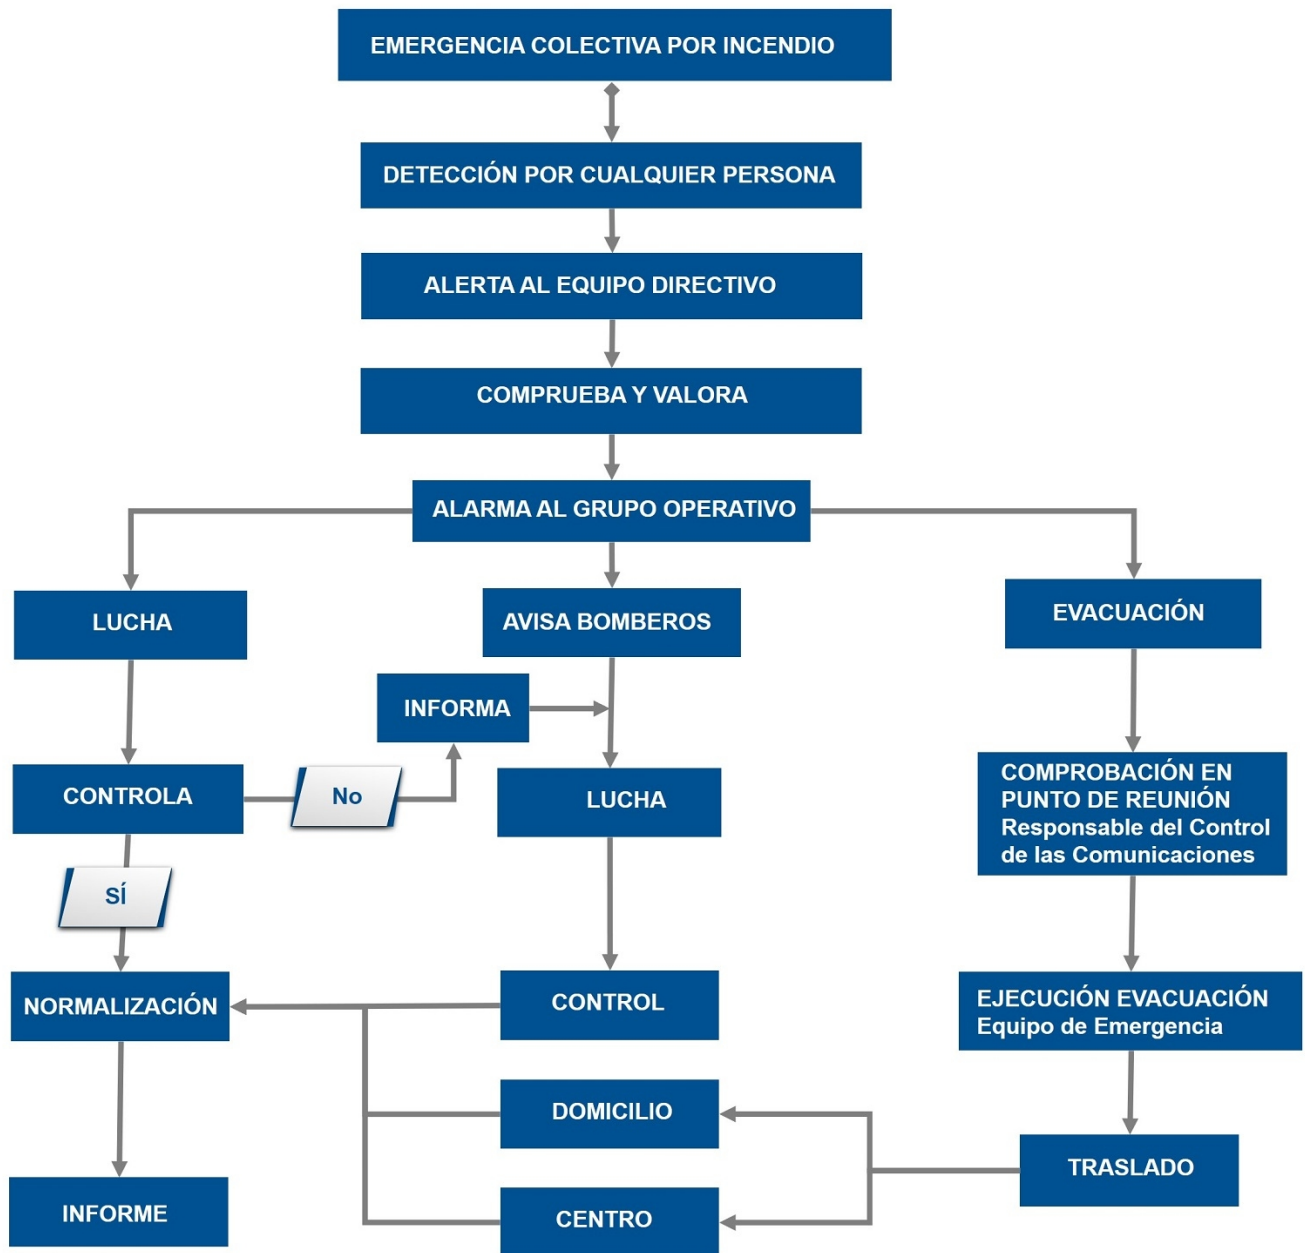 EMERGENCIA COLECTIVA POR INCENDIO
DETECCIÓN POR CUALQUIER PERSONA
ALERTA AL EQUIPO DIRECTIVO
COMPRUEBA Y VALORA
ALARMA AL GRUPO OPERATIVO
LUCHA
AVISA BOMBEROS
EVACUACIÓN
INFORMA
CONTROLA
No
LUCHA
COMPROBACIÓN EN
PUNTO DE REUNIÓN
Responsable del Control
de las Comunicaciones
SÍ
NORMALIZACIÓN
CONTROL
EJECUCIÓN EVACUACIÓN
Equipo de Emergencia
DOMICILIO
TRASLADO
INFORME
CENTRO